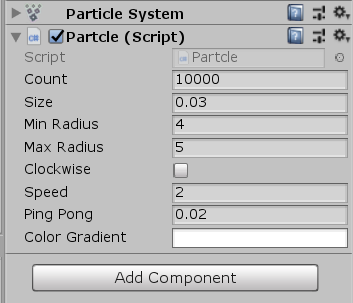 Particle System
Partcle (Script)
Script Partcle
Count 10000
Size 0.03
Min Radius 4
Max Radius 5
Clockwise
Speed 2
Ping Pong 0.02
Color Gradient
Add Component